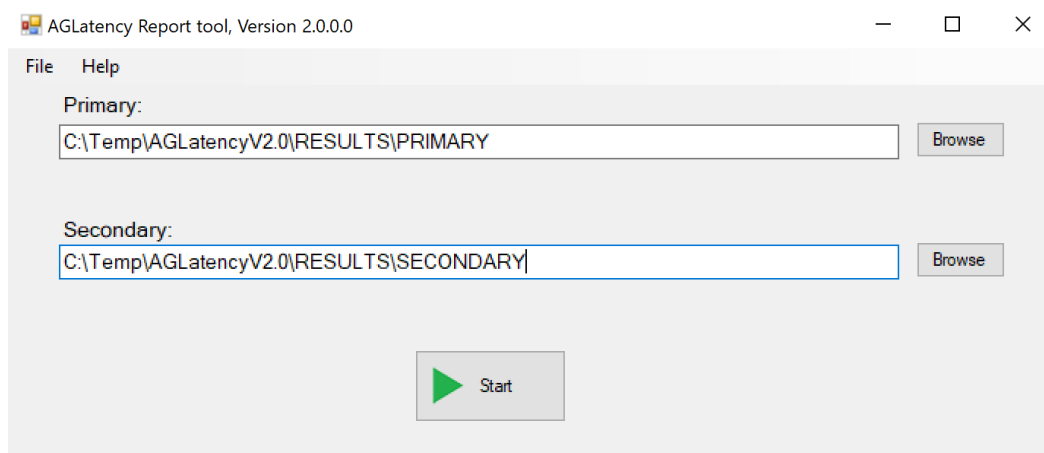 AGLatency Report tool, Version 2.0.0.0
File Help
Primary:
C:\Temp\AGLatencyV2.0\RESULTS\PRIMARY
Browse
Secondary:
C:\Temp\AGLatencyV2.0\RESULTS\SECONDARY
Browse
Start